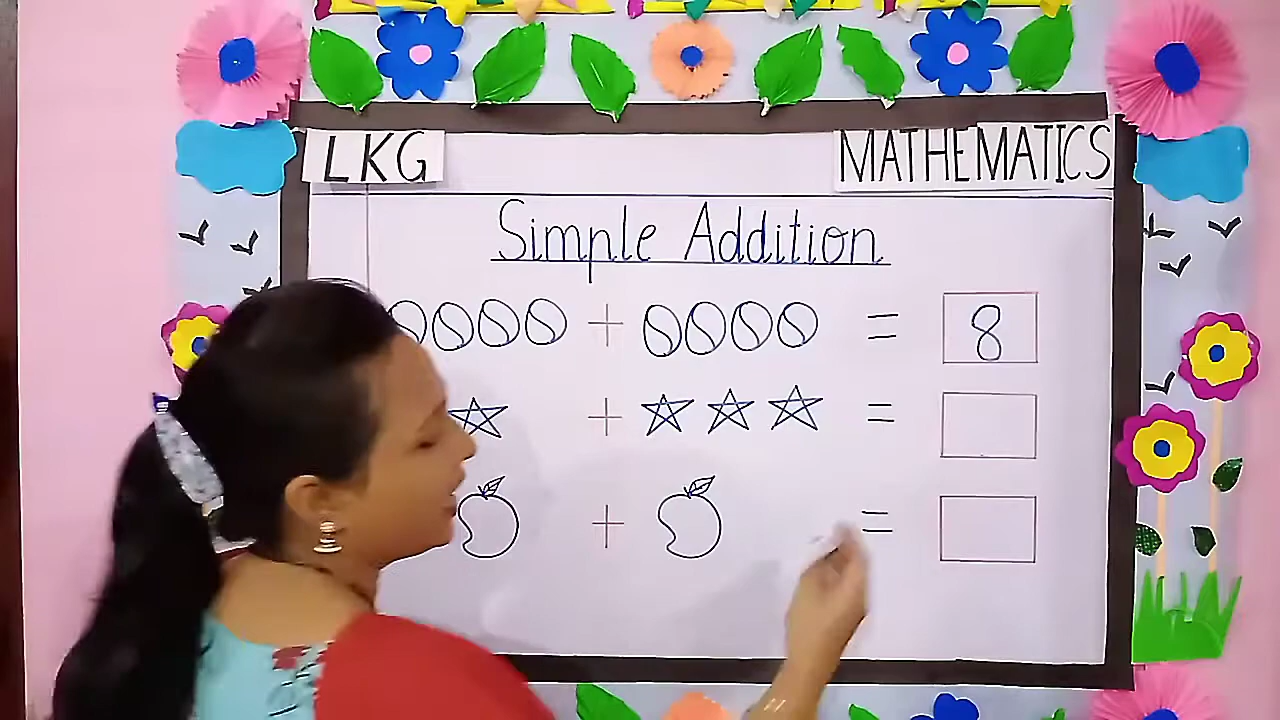 LKG MATHEMATICS
Simple Addition
+ = 8
+ =
+ =